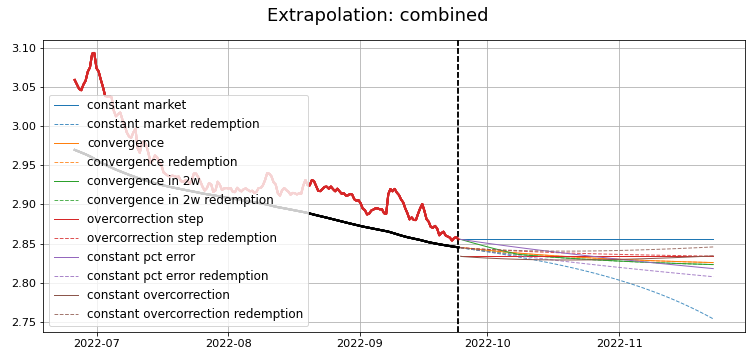 Extrapolation: combined
3.10
3.05
3.00
2.95
2.90
2.85
2.80
2.75
constant market
constant market redemption
convergence
convergence redemption
convergence in 2w
convergence in 2w redemption
overcorrection step
overcorrection step redemption
constant pct error
constant pct error redemption
constant overcorrection
constant overcorrection redemption
2022-07 2022-08 2022-09 2022-10 2022-11